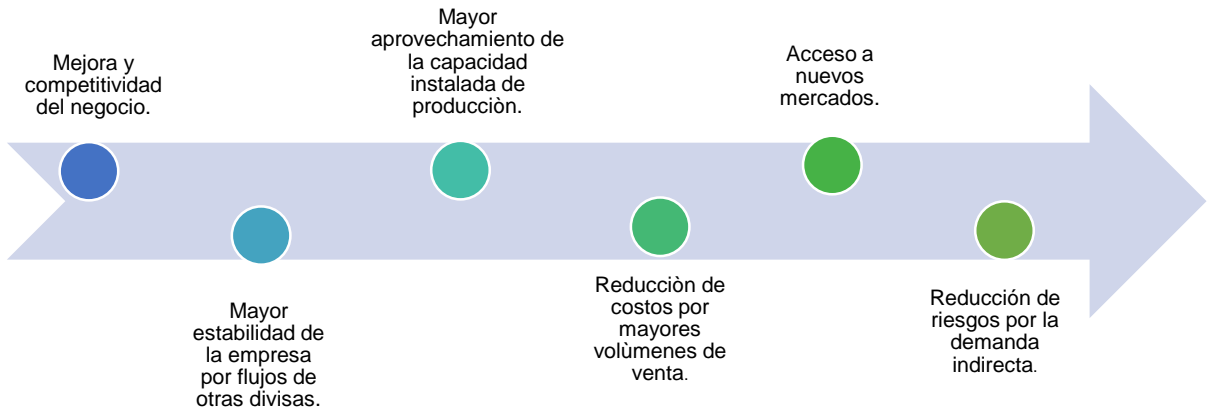 Mejora y
competitividad
del negocio.
Mayor
estabilidad de
la empresa
por flujos de
otras divisas.
Mayor
aprovechamiento de
la capacidad
instalada de
producciòn.
Reducciòn de
costos por
mayores
volùmenes de
venta.
Acceso a
nuevos
mercados.
Reducción de
riesgos por la
demanda
indirecta.